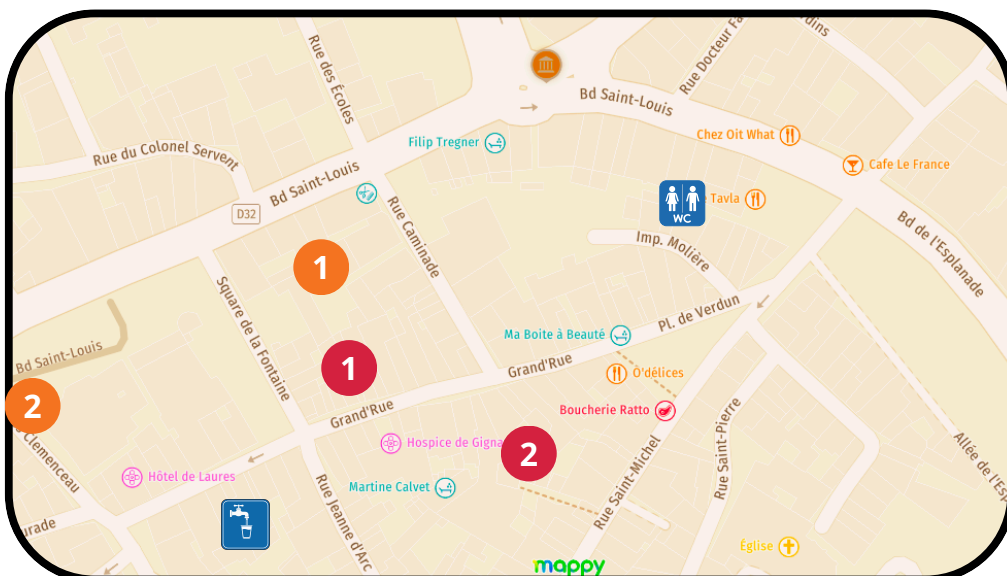 Rue des Écoles
Rue Docteur Fa
rdins
Bd Saint-Louis
Filip Tregner
Chez Oit What
Rue du Colonel Servent
Bd Saint-Louis
Cafe Le France
D32
Rue Caminade
WC
Tavla
Bd de l'Esplanade
Imp. Molière
1
Square de la Fontaine
Pl. de Verdun
Ma Boite à Beauté
Bd Saint-Louis
1
Grand'Rue
Ô'délices
2
Grand'Rue
Boucherie Ratto
Clemenceau
Hospice de Gigna
2
Rue Saint-Michel
Rue Saint-Pierre
Allée de l'Esp
Hôtel de Laures
Martine Calvet
Rue Jeanne d'Arc
urade
Église
mappy